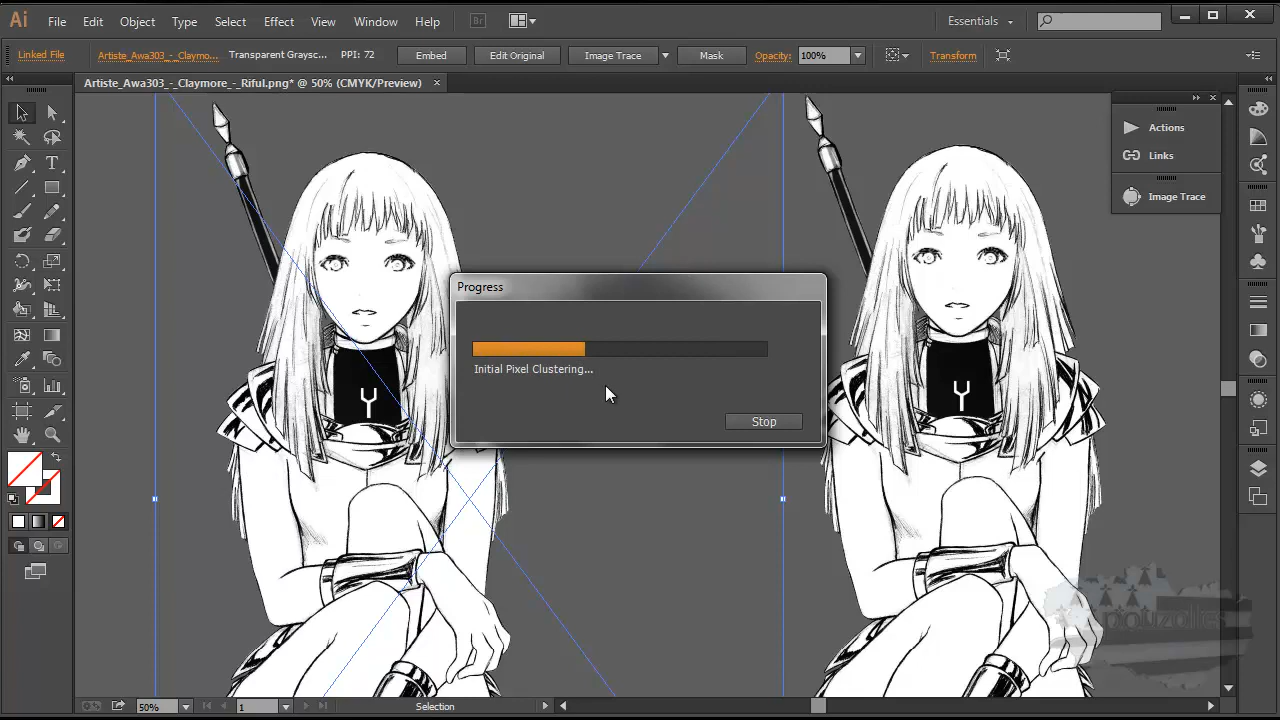 Ai File Edit Object Type Select Effect View Window Help Br Essentials
Linked File Artiste_Awa303_-_Claymo... Transparent Graysc... PPI: 72 Embed Edit Original Image Trace Mask Opacity: 100% Transform
Artiste_Awa303_-_Claymore_-_Riful.png* @ 50% (CMYK/Preview)
Actions
Links
Image Trace
Progress
Initial Pixel Clustering...
Stop
pouzolles
50% 1 Selection